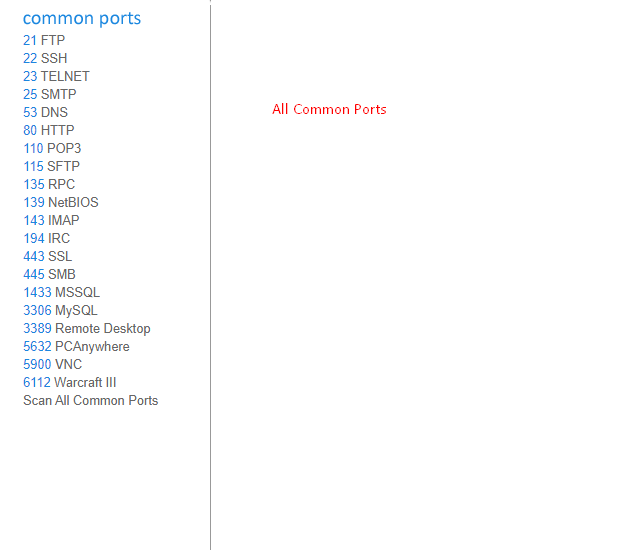 common ports
21 FTP
22 SSH
23 TELNET
25 SMTP
53 DNS
80 HTTP
110 POP3
115 SFTP
135 RPC
139 NetBIOS
143 IMAP
194 IRC
443 SSL
445 SMB
1433 MSSQL
3306 MySQL
3389 Remote Desktop
5632 PCAnywhere
5900 VNC
6112 Warcraft III
Scan All Common Ports
All Common Ports